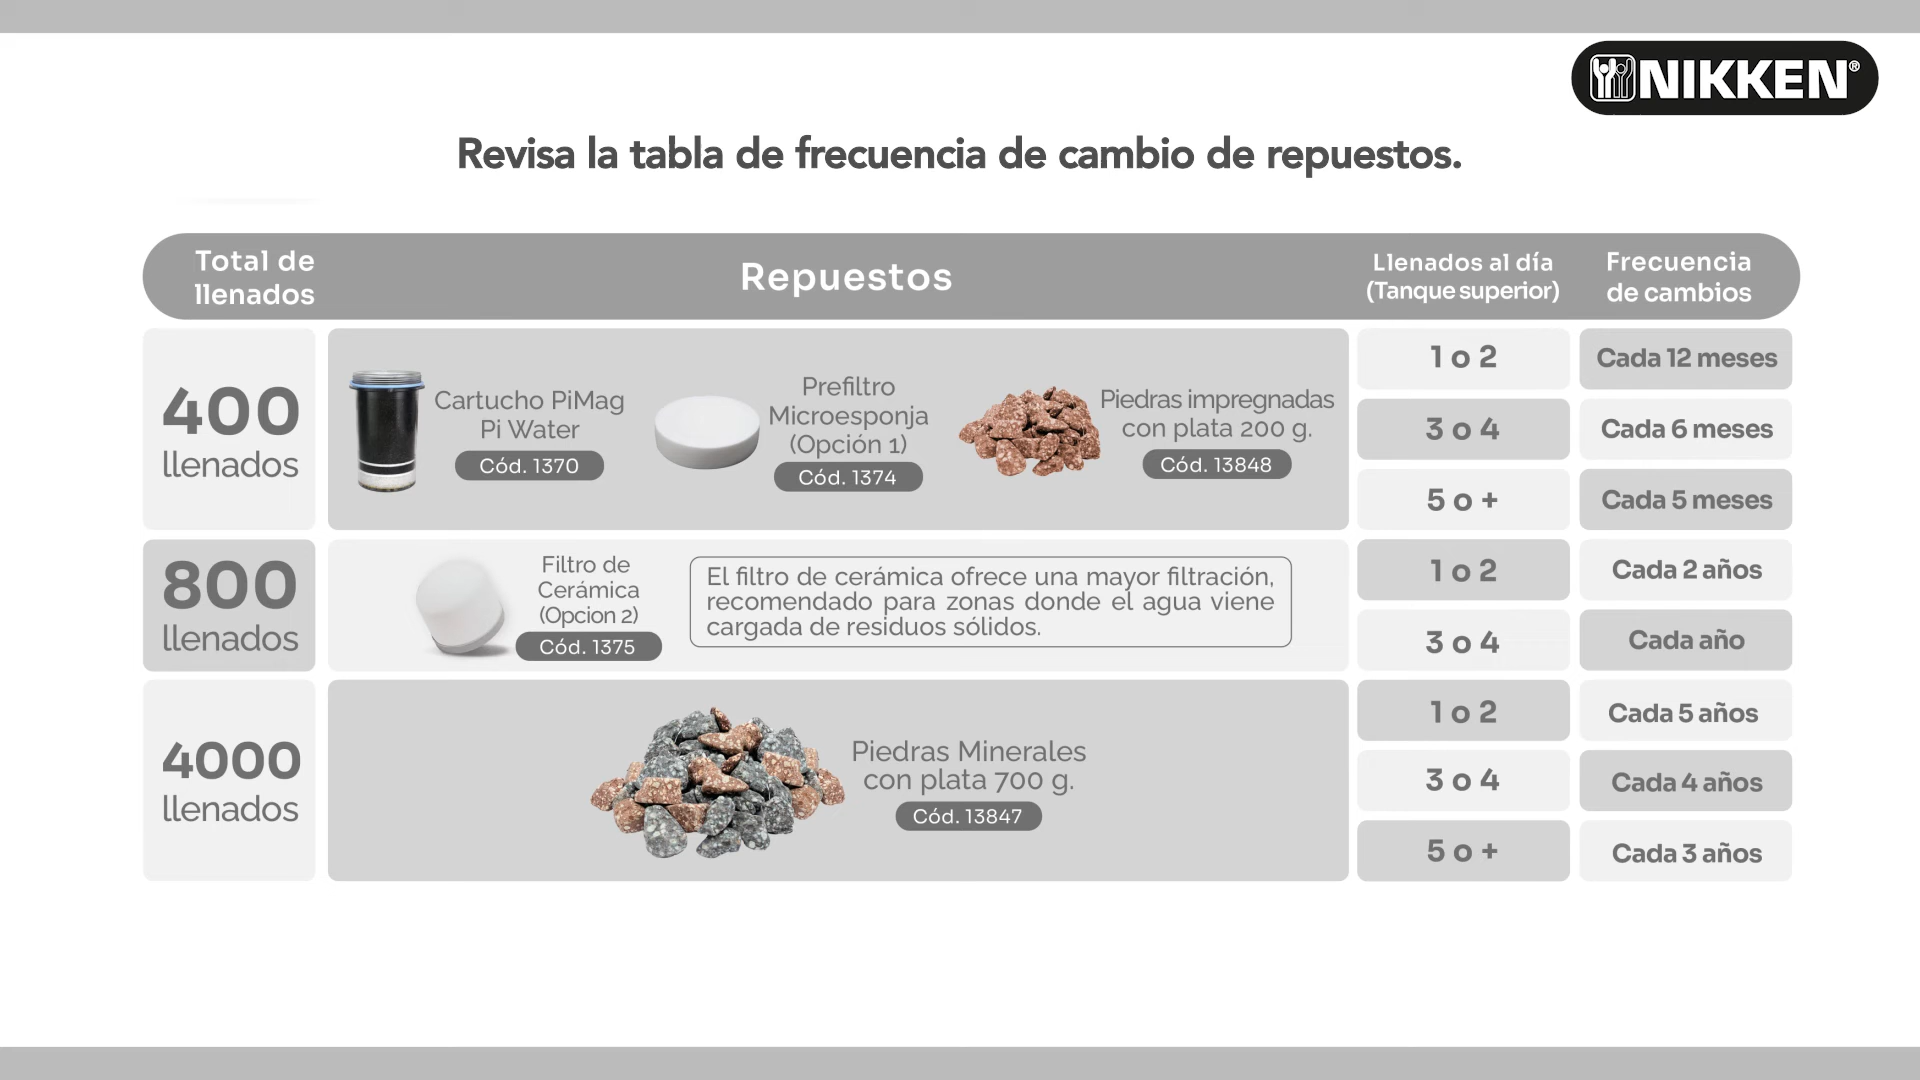 NIKKEN®
Revisa la tabla de frecuencia de cambio de repuestos.
Total de
llenados
Repuestos
Llenados al día
(Tanque superior)
Frecuencia
de cambios
400
llenados
Cartucho PiMag
Pi Water
Cód. 1370
Prefiltro
Microesponja
(Opción 1)
Cód. 1374
Piedras impregnadas
con plata 200 g.
Cód. 13848
1 o 2
Cada 12 meses
3 o 4
Cada 6 meses
5 o +
Cada 5 meses
800
llenados
Filtro de
Cerámica
(Opcion 2)
Cód. 1375
El filtro de cerámica ofrece una mayor filtración,
recomendado para zonas donde el agua viene
cargada de residuos sólidos.
1 o 2
Cada 2 años
3 o 4
Cada año
4000
llenados
Piedras Minerales
con plata 700 g.
Cód. 13847
1 o 2
Cada 5 años
3 o 4
Cada 4 años
5 o +
Cada 3 años